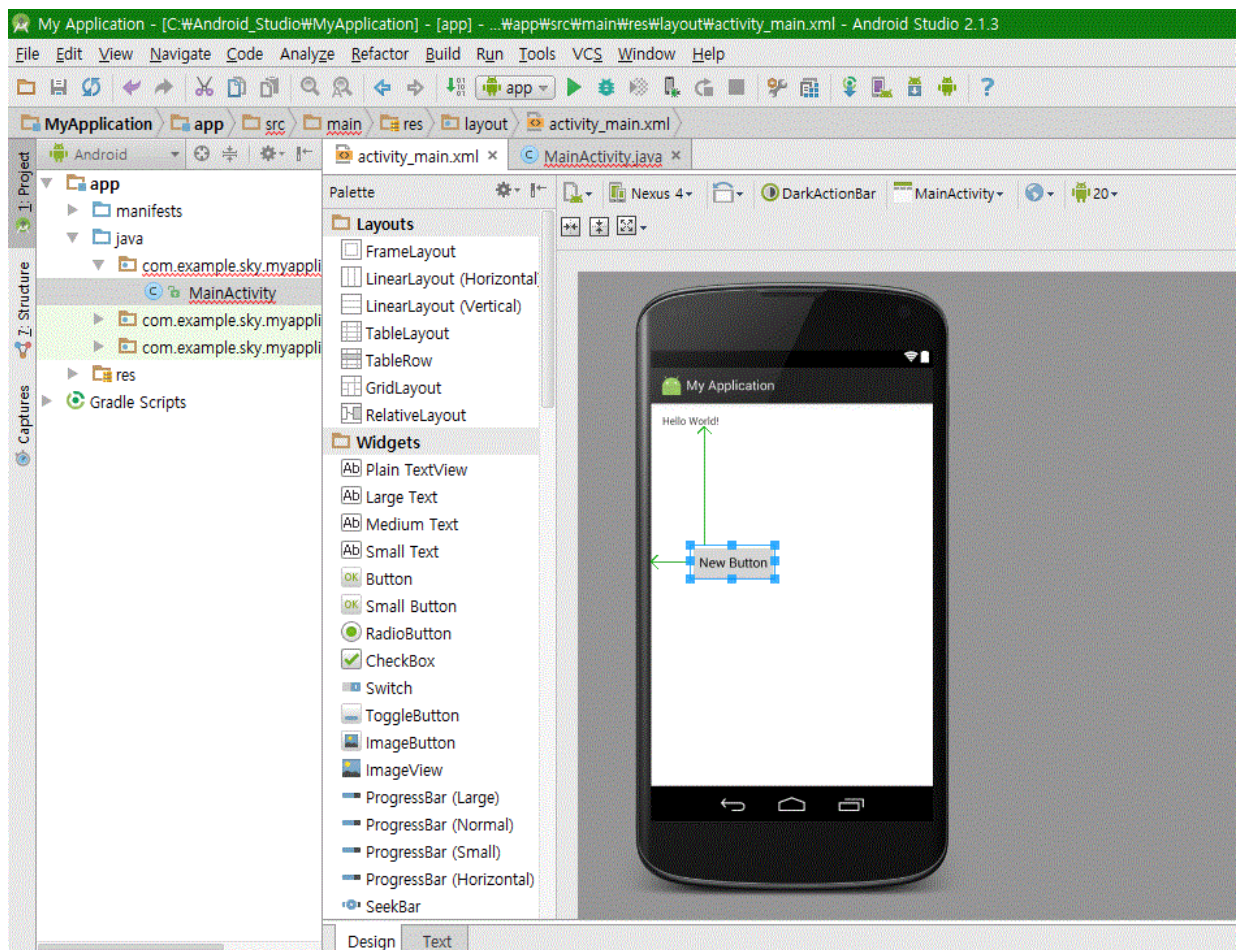 My Application - [C:₩Android_Studio₩MyApplication] - [app] - ...₩app₩src₩main₩res₩layout₩activity_main.xml - Android Studio 2.1.3
File Edit View Navigate Code Analyze Refactor Build Run Tools VCS Window Help
app
?
MyApplication app src main res layout activity_main.xml
Android
activity_main.xml ×
MainActivity.java ×
1: Project
7: Structure
Captures
app
manifests
java
com.example.sky.myappli
MainActivity
com.example.sky.myappli
com.example.sky.myappli
res
Gradle Scripts
Palette
Layouts
FrameLayout
LinearLayout (Horizontal
LinearLayout (Vertical)
TableLayout
TableRow
GridLayout
RelativeLayout
Widgets
Ab Plain TextView
Ab Large Text
Ab Medium Text
Ab Small Text
OK Button
OK Small Button
RadioButton
CheckBox
Switch
ToggleButton
ImageButton
ImageView
ProgressBar (Large)
ProgressBar (Normal)
ProgressBar (Small)
ProgressBar (Horizontal)
SeekBar
Design Text
Nexus 4 DarkActionBar MainActivity 20
My Application
Hello World!
New Button